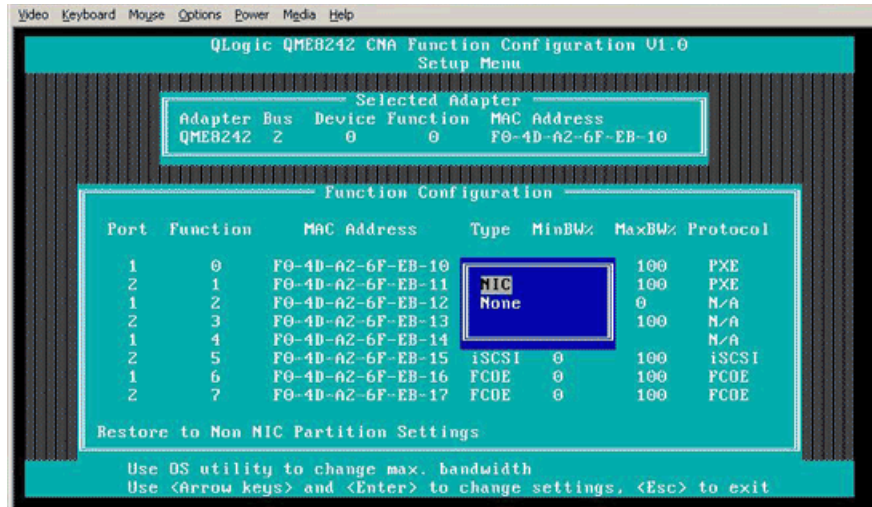 Video Keyboard Mouse Options Power Media Help
QLogic QME8242 CNA Function Configuration V1.0
Setup Menu
Selected Adapter
Adapter Bus Device Function MAC Address
QME8242 2 0 0 F0-4D-A2-6F-EB-10
Function Configuration
Port Function MAC Address Type MinBW% MaxBW% Protocol
1 0 F0-4D-A2-6F-EB-10 100 PXE
2 1 F0-4D-A2-6F-EB-11 NIC 100 PXE
1 2 F0-4D-A2-6F-EB-12 None 0 N/A
2 3 F0-4D-A2-6F-EB-13 100 N/A
1 4 F0-4D-A2-6F-EB-14 N/A
2 5 F0-4D-A2-6F-EB-15 iSCSI 0 100 iSCSI
1 6 F0-4D-A2-6F-EB-16 FCOE 0 100 FCOE
2 7 F0-4D-A2-6F-EB-17 FCOE 0 100 FCOE
Restore to Non NIC Partition Settings
Use OS utility to change max. bandwidth
Use <Arrow keys> and <Enter> to change settings, <Esc> to exit